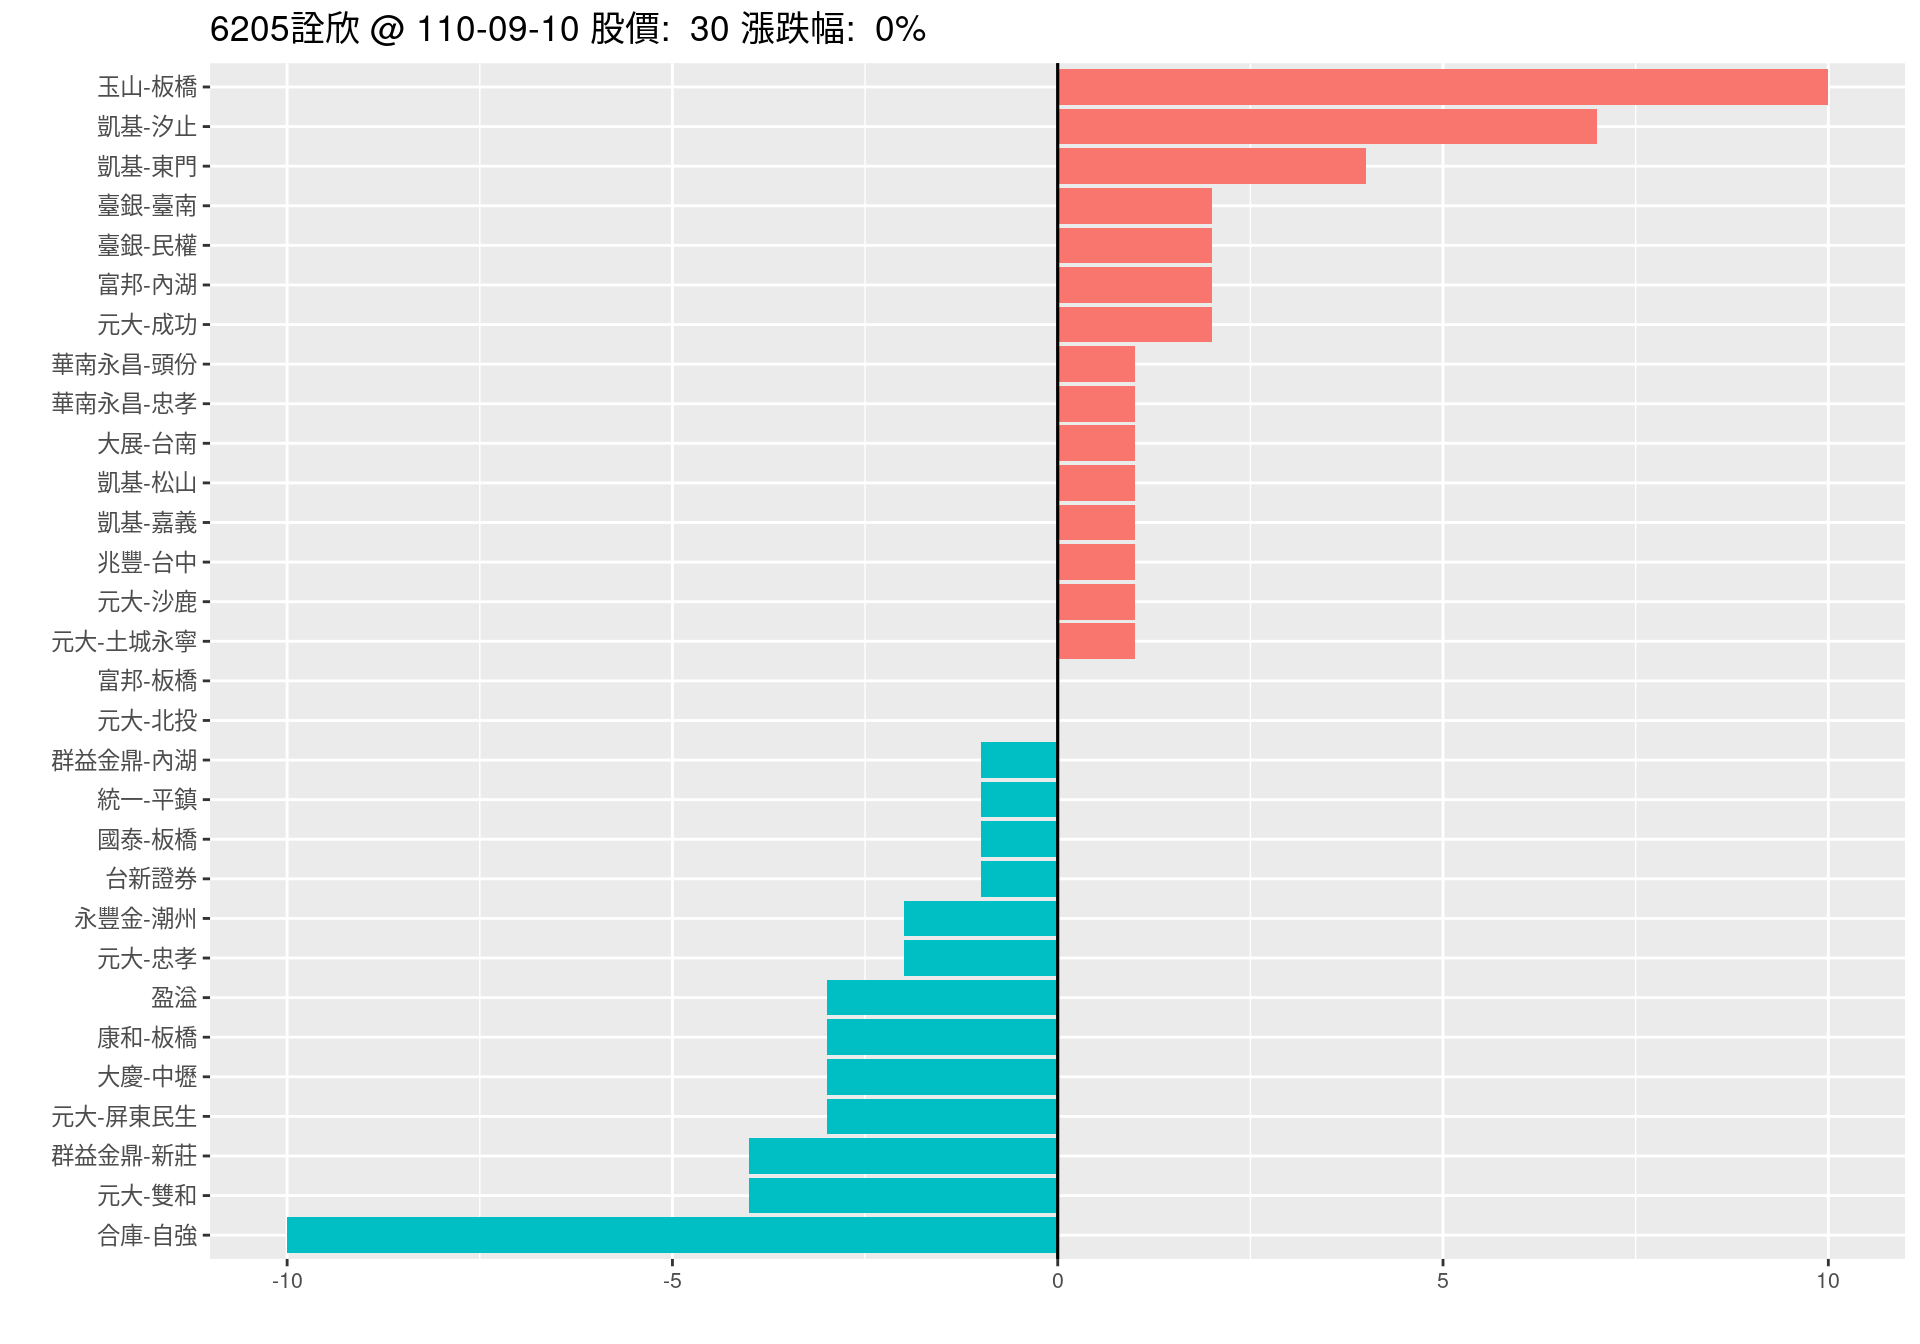 6205詮欣 @ 110-09-10 股價: 30 漲跌幅: 0%
玉山-板橋
凱基-汐止
凱基-東門
臺銀-臺南
臺銀-民權
富邦-內湖
元大-成功
華南永昌-頭份
華南永昌-忠孝
大展-台南
凱基-松山
凱基-嘉義
兆豐-台中
元大-沙鹿
元大-土城永寧
富邦-板橋
元大-北投
群益金鼎-內湖
統一-平鎮
國泰-板橋
台新證券
永豐金-潮州
元大-忠孝
盈溢
康和-板橋
大慶-中壢
元大-屏東民生
群益金鼎-新莊
元大-雙和
合庫-自強
-10 -5 0 5 10